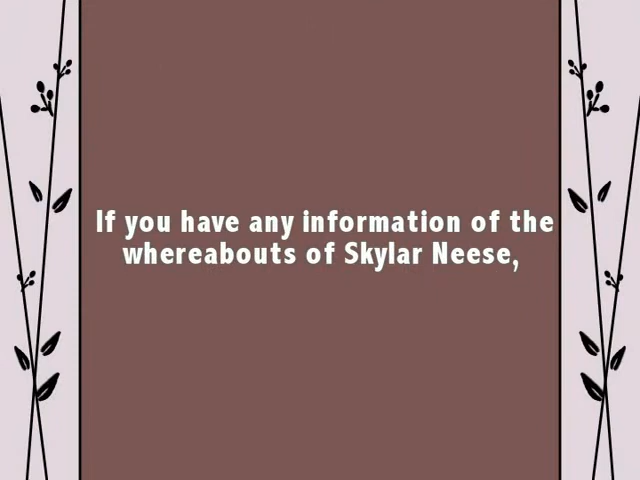 If you have any information of the
whereabouts of Skylar Neese,